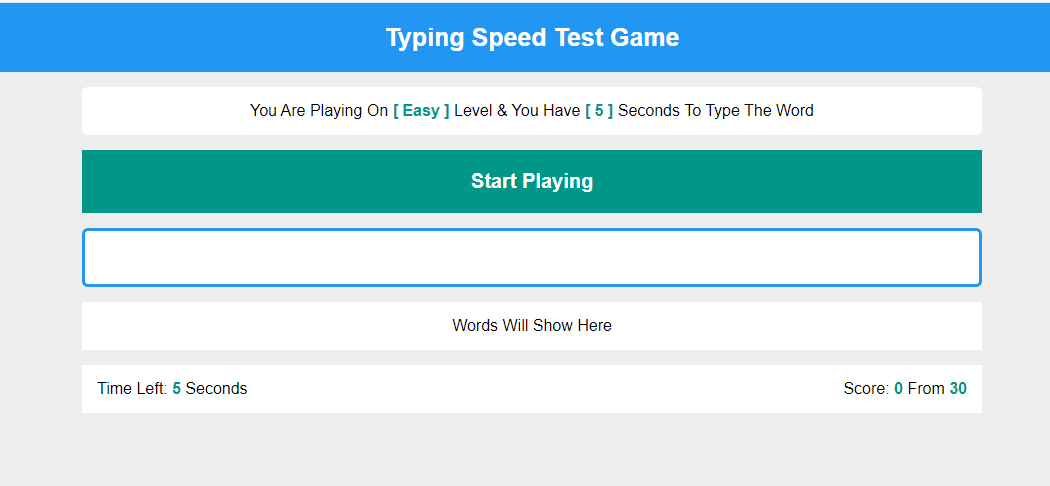 Typing Speed Test Game
You Are Playing On [ Easy ] Level & You Have [ 5 ] Seconds To Type The Word
Start Playing
Words Will Show Here
Time Left: 5 Seconds
Score: 0 From 30